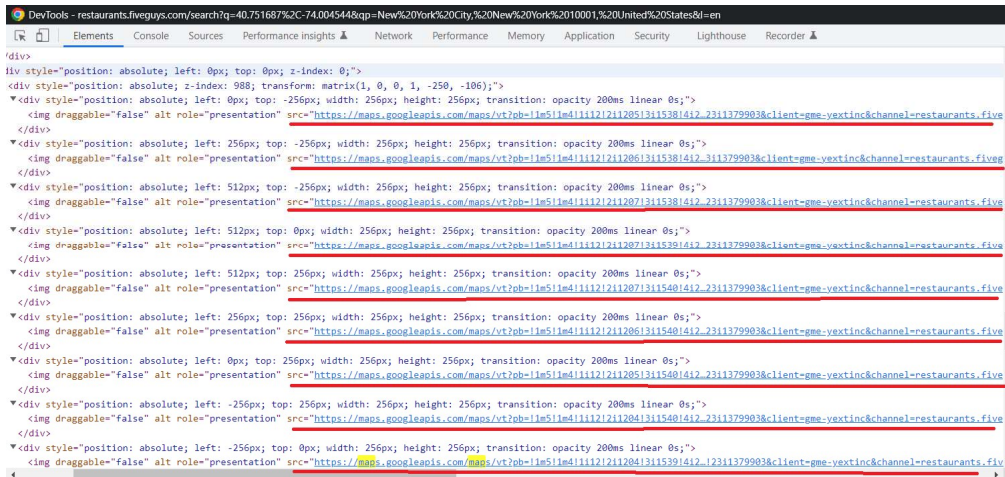 DevTools - restaurants.fiveguys.com/search?q=40.751687%2C-74.004544&qp=New%20York%20City,%20New%20York%2010001,%20United%20States&l=en
Elements Console Sources Performance insights Network Performance Memory Application Security Lighthouse Recorder
/div>
div style="position: absolute; left: 0px; top: 0px; z-index: 0;">
<div style="position: absolute; z-index: 988; transform: matrix(1, 0, 0, 1, -250, -106);">
▼<div style="position: absolute; left: 0px; top: -256px; width: 256px; height: 256px; transition: opacity 200ms linear 0s;">
<img draggable="false" alt role="presentation" src="https://maps.googleapis.com/maps/vt?pb=!1m5!1m4!1i12!2i1205!3i1538!4i2…23i1379903&client=gme-yextinc&channel=restaurants.five
</div>
▼<div style="position: absolute; left: 256px; top: -256px; width: 256px; height: 256px; transition: opacity 200ms linear 0s;">
<img draggable="false" alt role="presentation" src="https://maps.googleapis.com/maps/vt?pb=!1m5!1m4!1i12!2i1206!3i1538!4i2…3i1379903&client=gme-yextinc&channel=restaurants.fiveg
</div>
▼<div style="position: absolute; left: 512px; top: -256px; width: 256px; height: 256px; transition: opacity 200ms linear 0s;">
<img draggable="false" alt role="presentation" src="https://maps.googleapis.com/maps/vt?pb=!1m5!1m4!1i12!2i1207!3i1538!4i2…23i1379903&client=gme-yextinc&channel=restaurants.five
</div>
▼<div style="position: absolute; left: 512px; top: 0px; width: 256px; height: 256px; transition: opacity 200ms linear 0s;">
<img draggable="false" alt role="presentation" src="https://maps.googleapis.com/maps/vt?pb=!1m5!1m4!1i12!2i1207!3i1539!4i2…23i1379903&client=gme-yextinc&channel=restaurants.five
</div>
▼<div style="position: absolute; left: 512px; top: 256px; width: 256px; height: 256px; transition: opacity 200ms linear 0s;">
<img draggable="false" alt role="presentation" src="https://maps.googleapis.com/maps/vt?pb=!1m5!1m4!1i12!2i1207!3i1540!4i2…23i1379903&client=gme-yextinc&channel=restaurants.five
</div>
▼<div style="position: absolute; left: 256px; top: 256px; width: 256px; height: 256px; transition: opacity 200ms linear 0s;">
<img draggable="false" alt role="presentation" src="https://maps.googleapis.com/maps/vt?pb=!1m5!1m4!1i12!2i1206!3i1540!4i2…23i1379903&client=gme-yextinc&channel=restaurants.five
</div>
▼<div style="position: absolute; left: 0px; top: 256px; width: 256px; height: 256px; transition: opacity 200ms linear 0s;">
<img draggable="false" alt role="presentation" src="https://maps.googleapis.com/maps/vt?pb=!1m5!1m4!1i12!2i1205!3i1540!4i2…23i1379903&client=gme-yextinc&channel=restaurants.five
</div>
▼<div style="position: absolute; left: -256px; top: 256px; width: 256px; height: 256px; transition: opacity 200ms linear 0s;">
<img draggable="false" alt role="presentation" src="https://maps.googleapis.com/maps/vt?pb=!1m5!1m4!1i12!2i1204!3i1540!4i2…23i1379903&client=gme-yextinc&channel=restaurants.five
</div>
▼<div style="position: absolute; left: -256px; top: 0px; width: 256px; height: 256px; transition: opacity 200ms linear 0s;">
<img draggable="false" alt role="presentation" src="https://maps.googleapis.com/maps/vt?pb=!1m5!1m4!1i12!2i1204!3i1539!4i2…!23i1379903&client=gme-yextinc&channel=restaurants.fiv